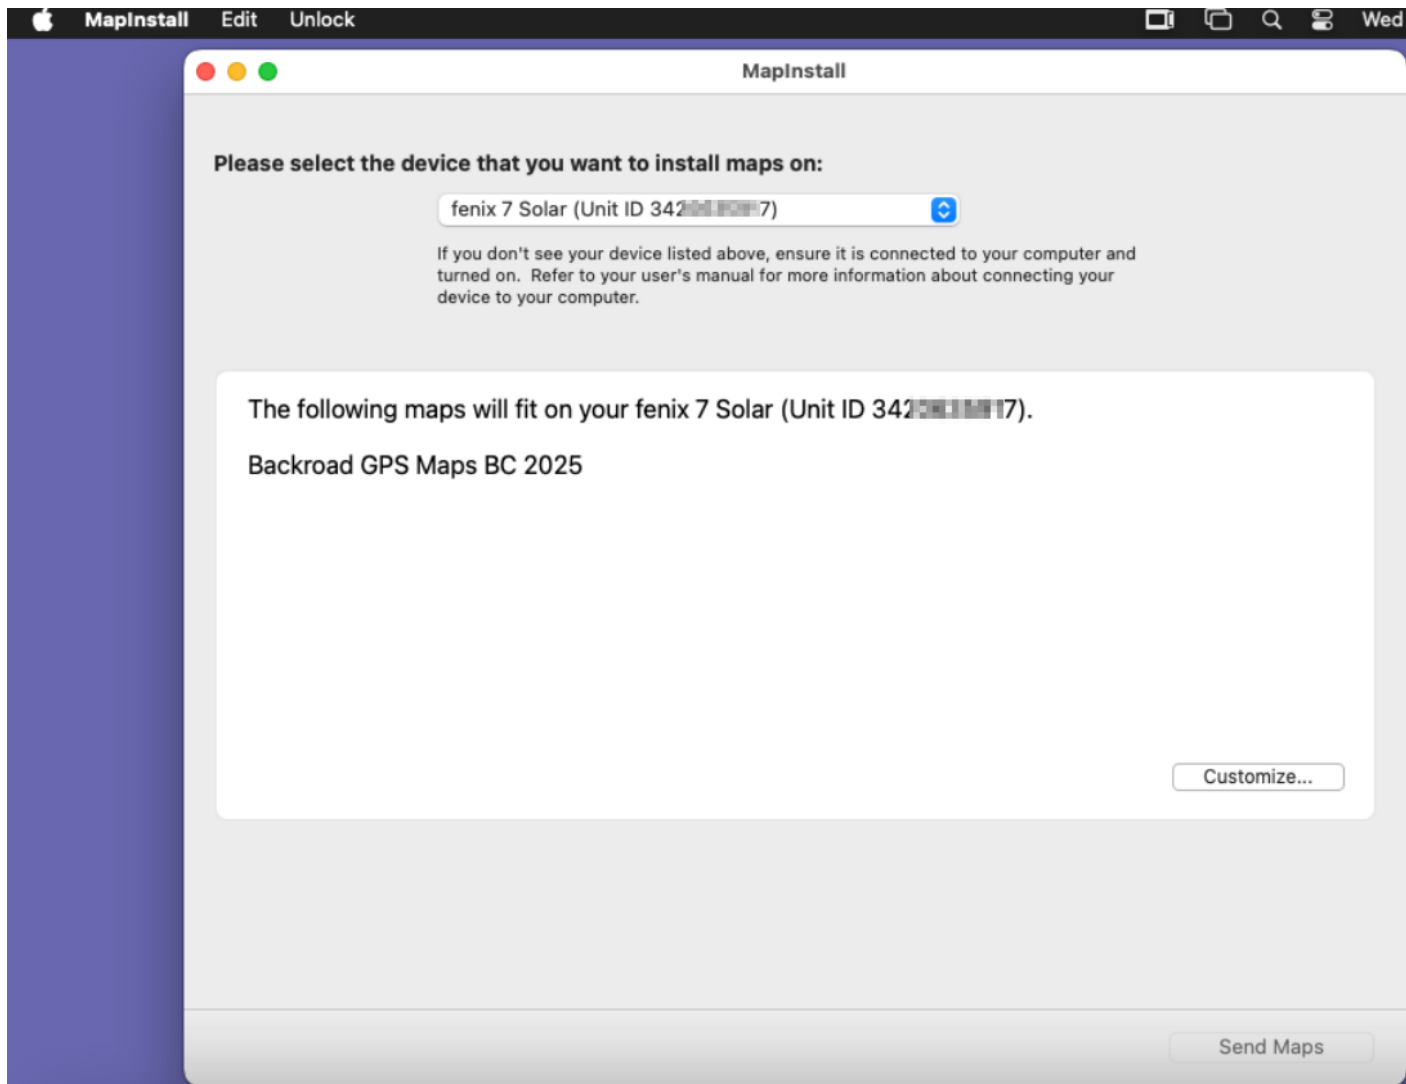 MapInstall Edit Unlock Wed
MapInstall
Please select the device that you want to install maps on:
fenix 7 Solar (Unit ID 342 7)
If you don't see your device listed above, ensure it is connected to your computer and
turned on. Refer to your user's manual for more information about connecting your
device to your computer.
The following maps will fit on your fenix 7 Solar (Unit ID 342 7).
Backroad GPS Maps BC 2025
Customize...
Send Maps